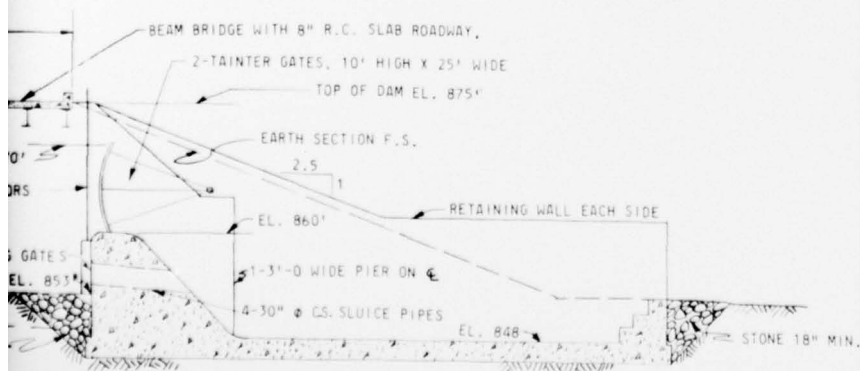 BEAM BRIDGE WITH 8" R.C. SLAB ROADWAY,
2-TAINTER GATES, 10' HIGH X 25' WIDE
TOP OF DAM EL. 875'
EARTH SECTION F.S.
2.5
1
RETAINING WALL EACH SIDE
EL. 860'
GATES
EL. 853'
1-3'-0 WIDE PIER ON ℄
4-30" ø C.S. SLUICE PIPES
EL. 848
STONE 18" MIN.